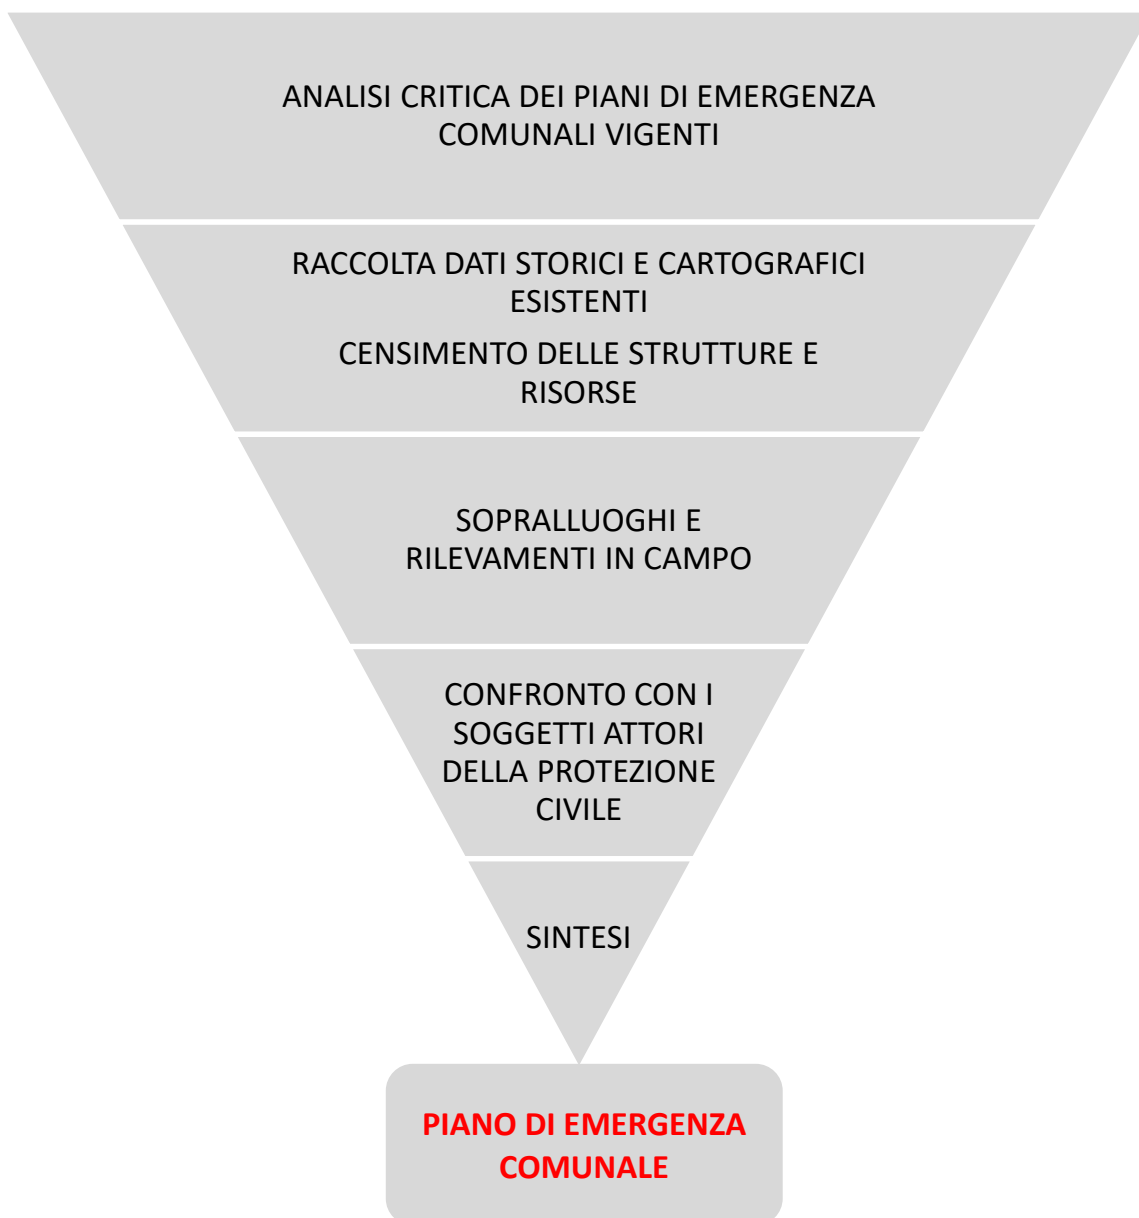 ANALISI CRITICA DEI PIANI DI EMERGENZA
COMUNALI VIGENTI
RACCOLTA DATI STORICI E CARTOGRAFICI
ESISTENTI
CENSIMENTO DELLE STRUTTURE E
RISORSE
SOPRALLUOGHI E
RILEVAMENTI IN CAMPO
CONFRONTO CON I
SOGGETTI ATTORI
DELLA PROTEZIONE
CIVILE
SINTESI
PIANO DI EMERGENZA
COMUNALE